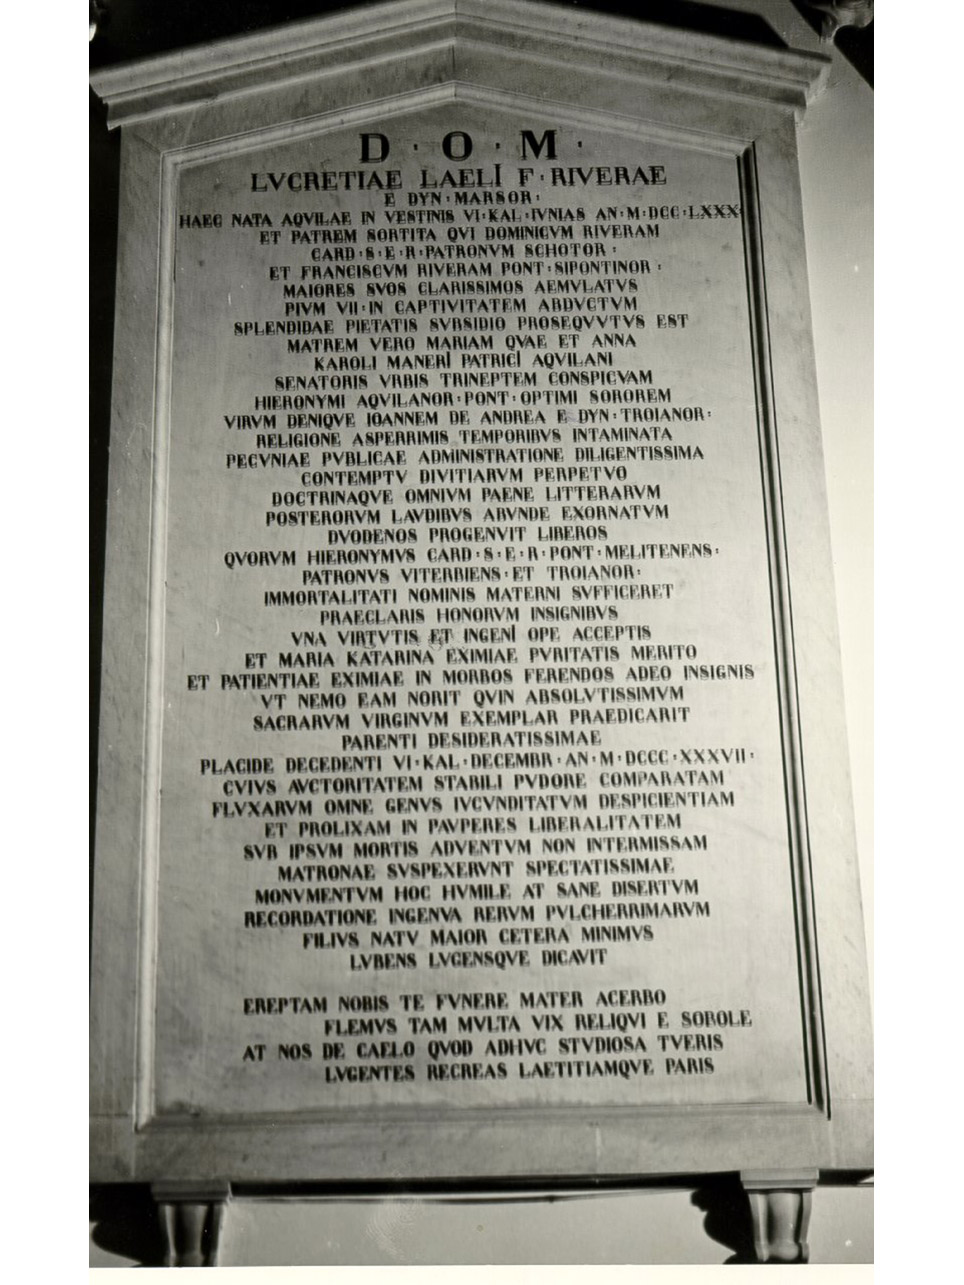 D · O · M ·
LVCRETIAE LAELI F · RIVERAE
E DYN · MARSOR ·
HAEC NATA AQVILAE IN VESTINIS VI · KAL · IVNIAS AN · M · DCC · LXXX ·
ET PATREM SORTITA QVI DOMINICVM RIVERAM
CARD · S · E · R · PATRONVM SCHOTOR ·
ET FRANCISCVM RIVERAM PONT · SIPONTINOR ·
MAIORES SVOS CLARISSIMOS AEMVLATVS
PIVM VII · IN CAPTIVITATEM ABDVCTVM
SPLENDIDAE PIETATIS SVBSIDIO PROSEQVVTVS EST
MATREM VERO MARIAM QVAE ET ANNA
KAROLI MANERI PATRICI AQVILANI
SENATORIS VRBIS TRINEPTEM CONSPICVAM
HIERONYMI AQVILANOR · PONT · OPTIMI SOROREM
VIRVM DENIQVE IOANNEM DE ANDREA E DYN · TROIANOR ·
RELIGIONE ASPERRIMIS TEMPORIBVS INTAMINATA
PECVNIAE PVBLICAE ADMINISTRATIONE DILIGENTISSIMA
CONTEMPTV DIVITIARVM PERPETVO
DOCTRINAQVE OMNIVM PAENE LITTERARVM
POSTERORVM LAVDIBVS ABVNDE EXORNATVM
DVODENOS PROGENVIT LIBEROS
QVORVM HIERONYMVS CARD · S · E · R · PONT · MELITENENS ·
PATRONVS VITERBIENS · ET TROIANOR ·
IMMORTALITATI NOMINIS MATERNI SVFFICERET
PRAECLARIS HONORVM INSIGNIBVS
VNA VIRTVTIS ET INGENI OPE ACCEPTIS
ET MARIA KATARINA EXIMIAE PVRITATIS MERITO
ET PATIENTIAE EXIMIAE IN MORBOS FERENDOS ADEO INSIGNIS
VT NEMO EAM NORIT QVIN ABSOLVTISSIMVM
SACRARVM VIRGINVM EXEMPLAR PRAEDICARIT
PARENTI DESIDERATISSIMAE
PLACIDE DECEDENTI VI · KAL · DECEMBR · AN · M · DCCC · XXXVII ·
CVIVS AVCTORITATEM STABILI PVDORE COMPARATAM
FLVXARVM OMNE GENVS IVCVNDITATVM DESPICIENTIAM
ET PROLIXAM IN PAVPERES LIBERALITATEM
SVB IPSVM MORTIS ADVENTVM NON INTERMISSAM
MATRONAE SVSPEXERVNT SPECTATISSIMAE
MONVMENTVM HOC HVMILE AT SANE DISERTVM
RECORDATIONE INGENVA RERVM PVLCHERRIMARVM
FILIVS NATV MAIOR CETERA MINIMVS
LVBENS LVGENSQVE DICAVIT
EREPTAM NOBIS TE FVNERE MATER ACERBO
FLEMVS TAM MVLTA VIX RELIQVI E SOBOLE
AT NOS DE CAELO QVOD ADHVC STVDIOSA TVERIS
LVGENTES RECREAS LAETITIAMQVE PARIS